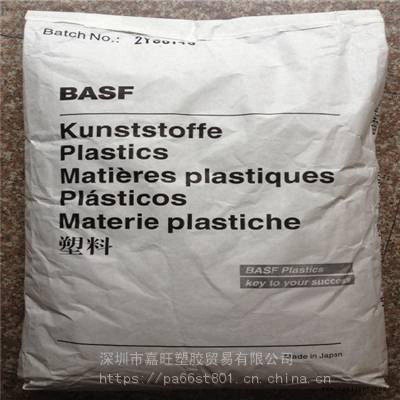 Batch No.:
BASF
Kunststoffe
Plastics
Matières plastiques
Plásticos
Materie plastiche
塑料
BASF Plastics
key to your success
Made in Japan
深圳市嘉旺塑胶贸易有限公司
https://pa66st801.cn.china.cn